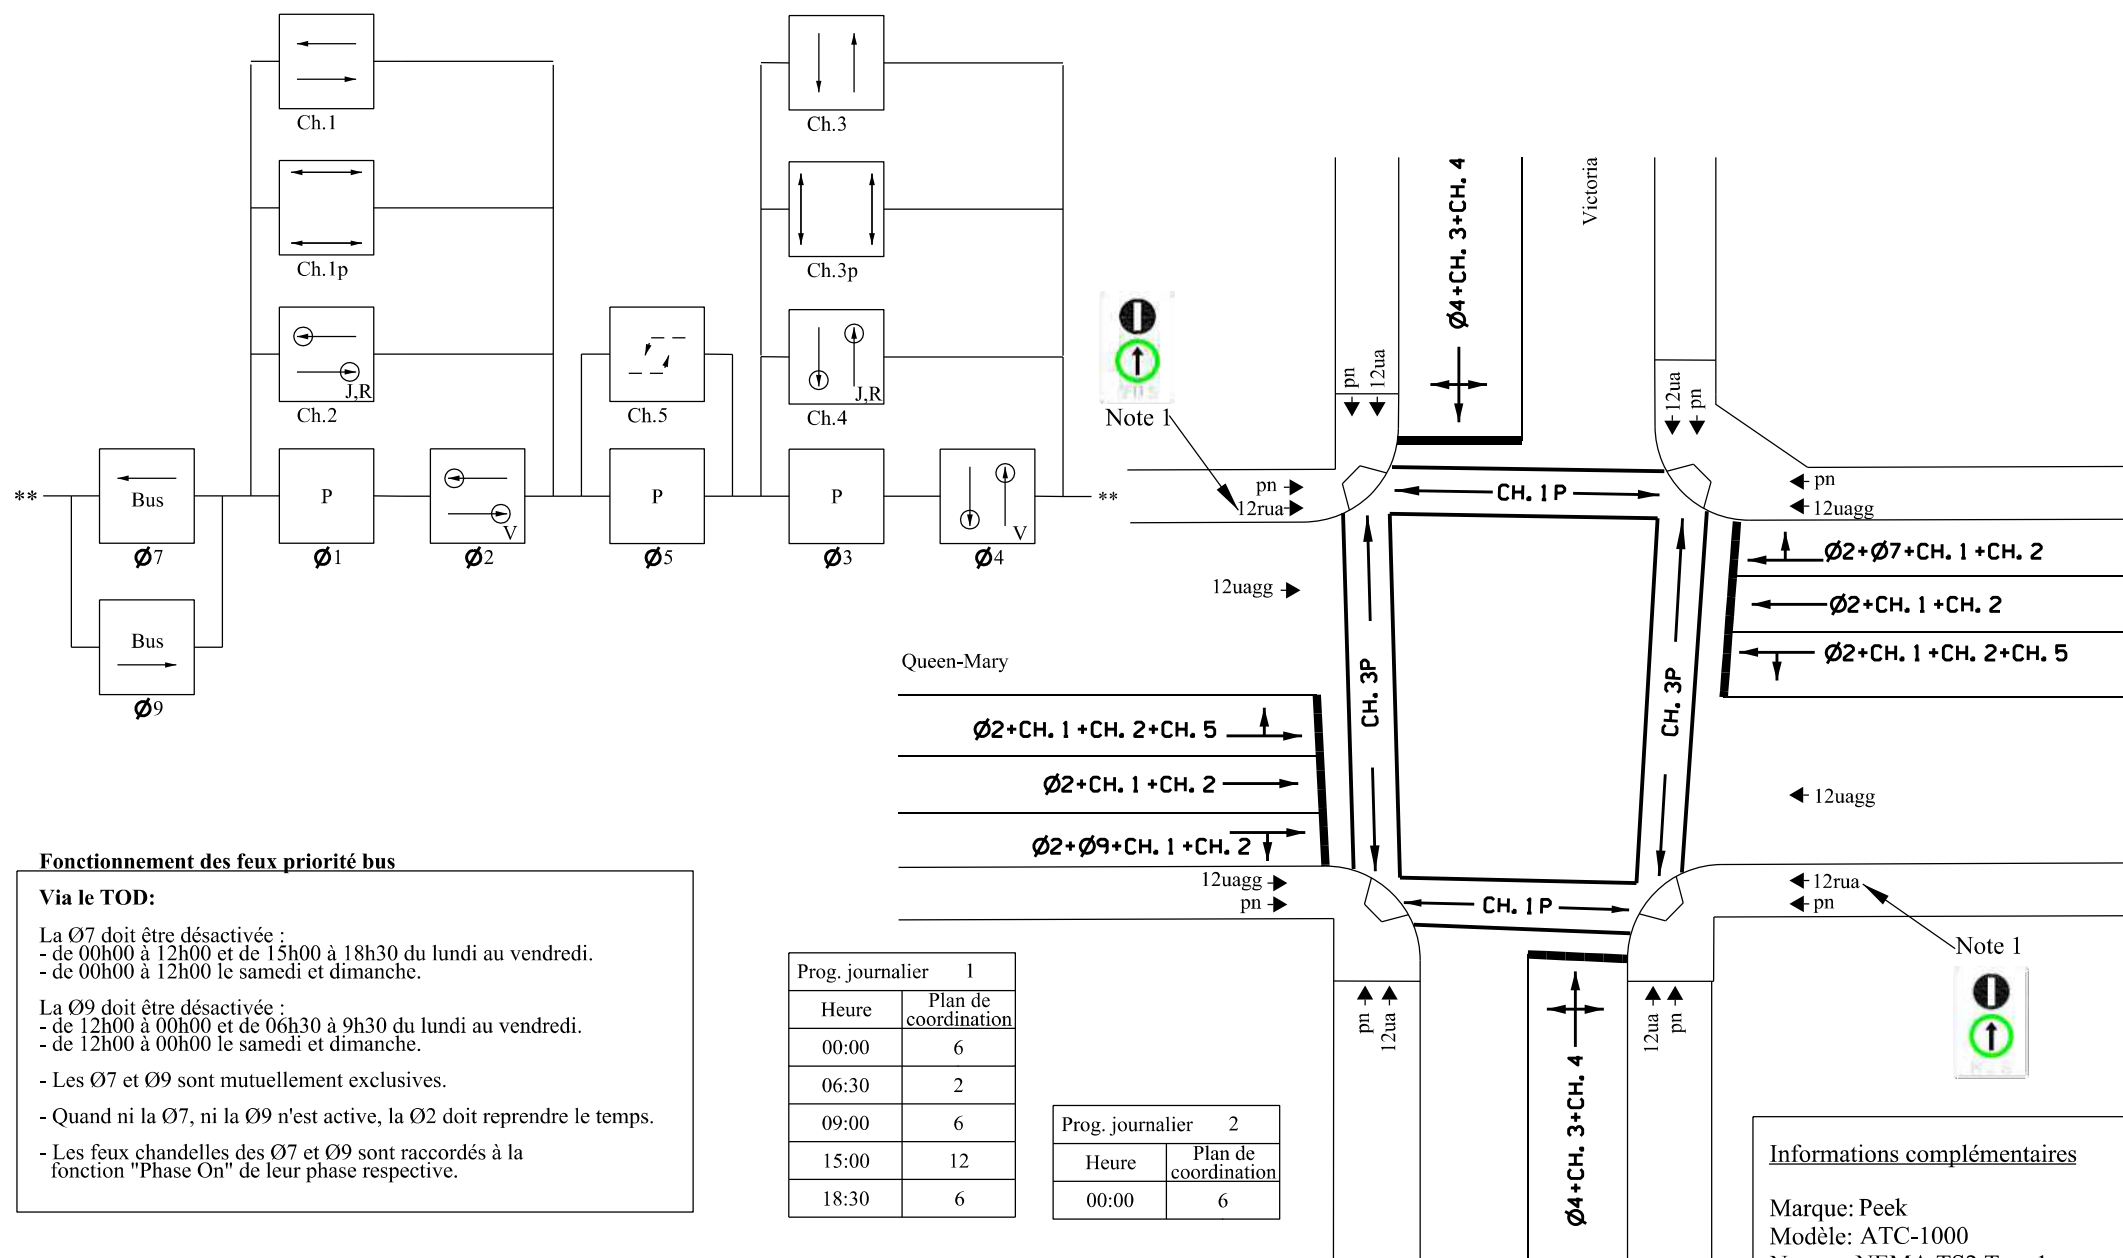 Ch.1
Ch.3
Ch.1p
Ch.3p
J,R
Ch.2
Ch.5
J,R
Ch.4
**
Bus
P
V
P
P
V
**
Ø7
Ø1
Ø2
Ø5
Ø3
Ø4
Bus
Ø9
Note 1
Victoria
Ø4+CH. 3+CH. 4
pn
12ua
12ua
pn
pn
12rua
CH. 1P
pn
12uagg
12uagg
Ø2+Ø7+CH. 1+CH. 2
Ø2+CH. 1+CH. 2
Ø2+CH. 1+CH. 2+CH. 5
Queen-Mary
CH. 3P
CH. 3P
Ø2+CH. 1+CH. 2+CH. 5
Ø2+CH. 1+CH. 2
Ø2+Ø9+CH. 1+CH. 2
12uagg
12uagg
pn
CH. 1P
12rua
pn
Note 1
pn
12ua
12ua
pn
Ø4+CH. 3+CH. 4
Fonctionnement des feux priorité bus
Via le TOD:
La Ø7 doit être désactivée :
- de 00h00 à 12h00 et de 15h00 à 18h30 du lundi au vendredi.
- de 00h00 à 12h00 le samedi et dimanche.
La Ø9 doit être désactivée :
- de 12h00 à 00h00 et de 06h30 à 9h30 du lundi au vendredi.
- de 12h00 à 00h00 le samedi et dimanche.
- Les Ø7 et Ø9 sont mutuellement exclusives.
- Quand ni la Ø7, ni la Ø9 n'est active, la Ø2 doit reprendre le temps.
- Les feux chandelles des Ø7 et Ø9 sont raccordés à la
fonction "Phase On" de leur phase respective.
Prog. journalier 1
Heure Plan de
coordination
00:00 6
06:30 2
09:00 6
15:00 12
18:30 6
Prog. journalier 2
Heure Plan de
coordination
00:00 6
Informations complémentaires
Marque: Peek
Modèle: ATC-1000